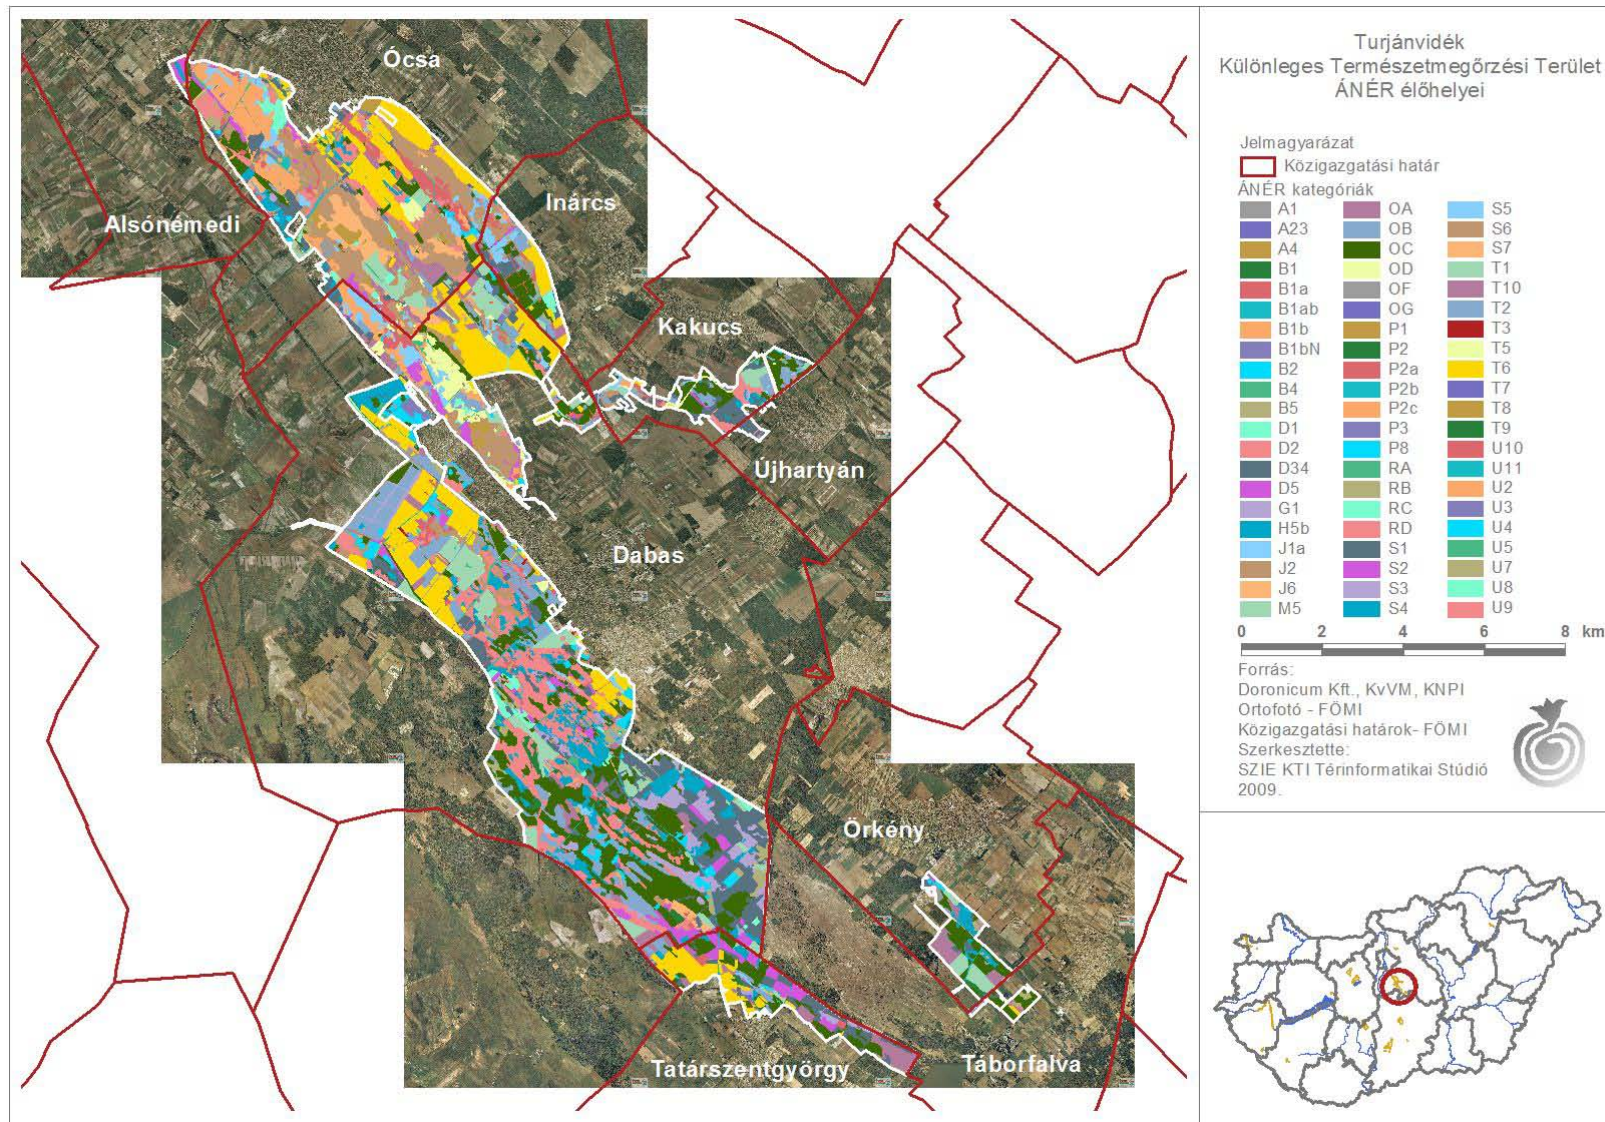 Turjánvidék
Különleges Természetmegőrzési Terület
ÁNÉR élőhelyei
Jelmagyarázat
Közigazgatási határ
ÁNÉR kategóriák
A1
A23
A4
B1
B1a
B1ab
B1b
B1bN
B2
B4
B5
D1
D2
D34
D5
G1
H5b
J1a
J2
J6
M5
OA
OB
OC
OD
OF
OG
P1
P2
P2a
P2b
P2c
P3
P8
RA
RB
RC
RD
S1
S2
S3
S4
S5
S6
S7
T1
T10
T2
T3
T5
T6
T7
T8
T9
U10
U11
U2
U3
U4
U5
U7
U8
U9
0 2 4 6 8 km
Forrás:
Doronicum Kft., KvVM, KNPI
Ortofotó - FÖMI
Közigazgatási határok- FÖMI
Szerkesztette:
SZIE KTI Térinformatikai Stúdió
2009.
Ócsa
Inárcs
Alsónémedi
Kakucs
Újhartyán
Dabas
Örkény
Tatárszentgyörgy
Táborfalva